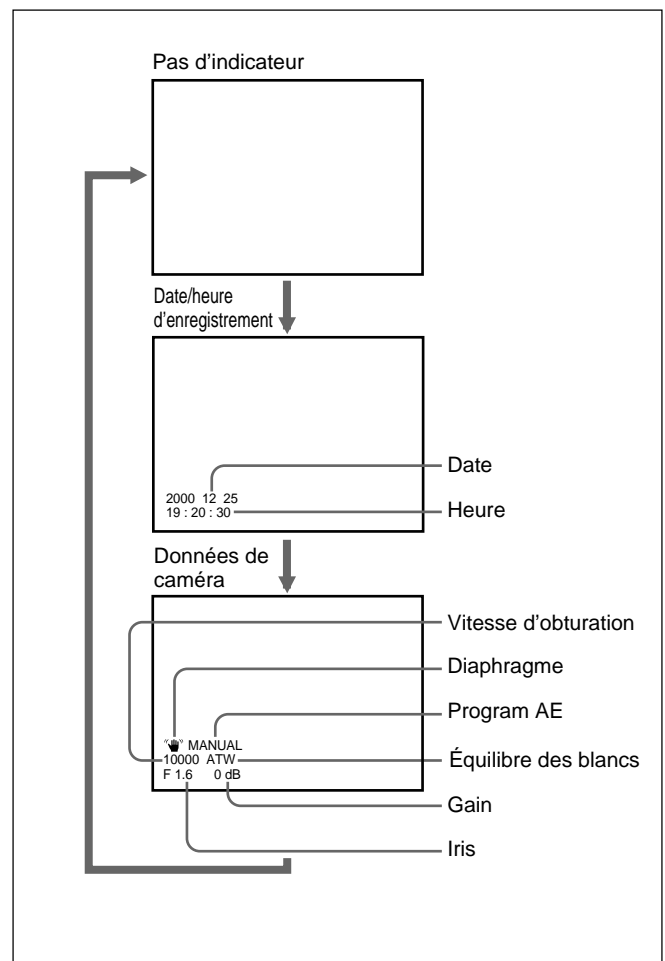 Pas d’indicateur
Date/heure
d’enregistrement
2000 12 25
19 : 20 : 30
Date
Heure
Données de
caméra
MANUAL
10000 ATW
F 1.6 0 dB
Vitesse d’obturation
Diaphragme
Program AE
Équilibre des blancs
Gain
Iris